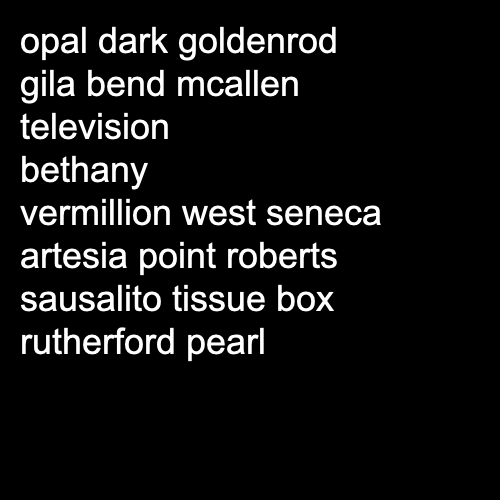 opal dark goldenrod
gila bend mcallen
television
bethany
vermillion west seneca
artesia point roberts
sausalito tissue box
rutherford pearl